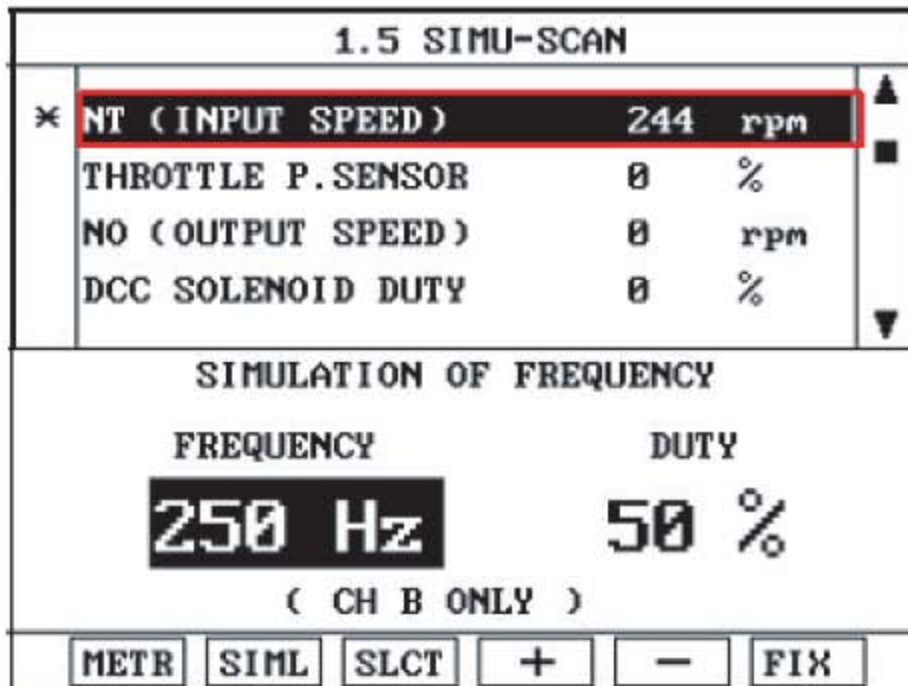 1.5 SIMU-SCAN
* NT (INPUT SPEED) 244 rpm
THROTTLE P.SENSOR 0 %
NO (OUTPUT SPEED) 0 rpm
DCC SOLENOID DUTY 0 %
SIMULATION OF FREQUENCY
FREQUENCY DUTY
250 Hz 50 %
( CH B ONLY )
METR SIML SLCT + - FIX